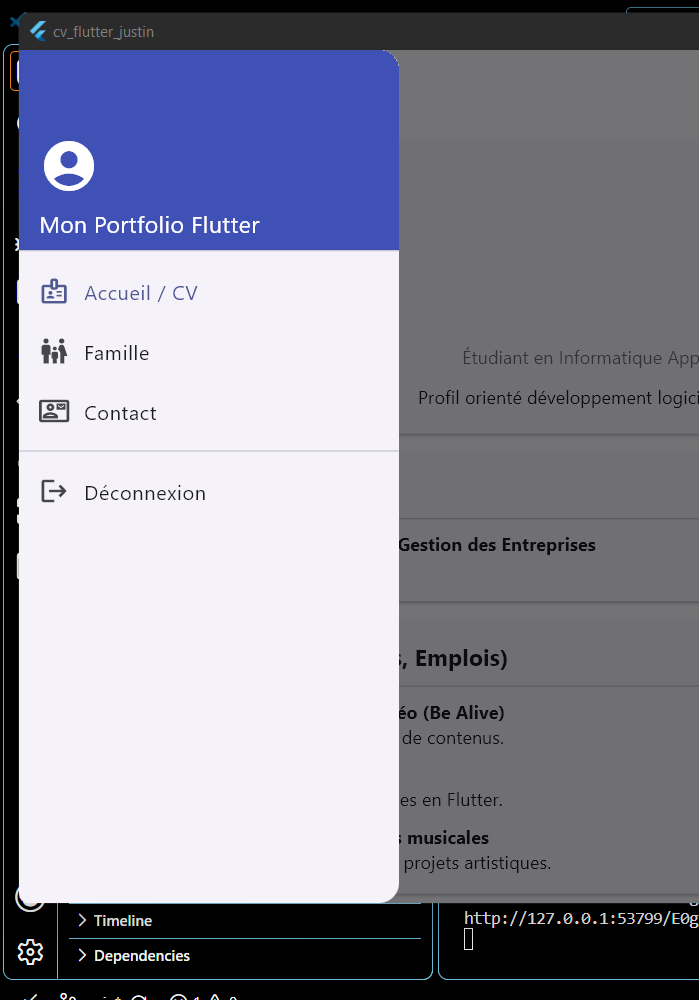 cv_flutter_justin
Mon Portfolio Flutter
Accueil / CV
Famille
Contact
Déconnexion
Étudiant en Informatique App
Profil orienté développement logici
Gestion des Entreprises
s, Emplois)
éo (Be Alive)
de contenus.
es en Flutter.
s musicales
projets artistiques.
Timeline
Dependencies
http://127.0.0.1:53799/E0g